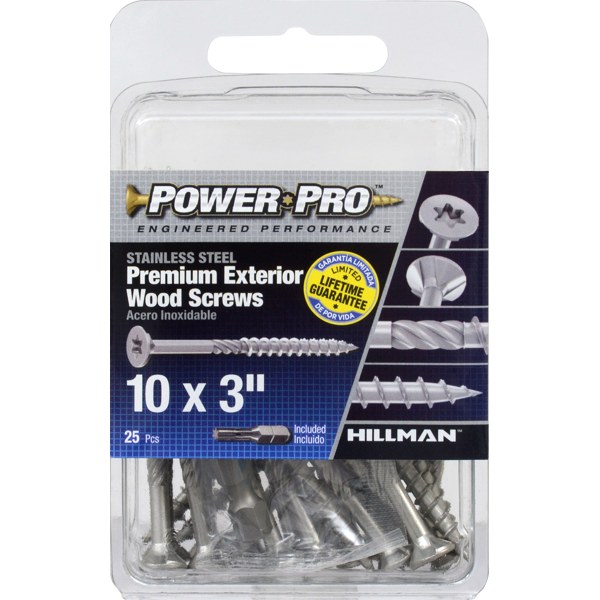 POWER PRO™
ENGINEERED PERFORMANCE
STAINLESS STEEL
Premium Exterior
Wood Screws
Acero Inoxidable
GARANTÍA LIMITADA
LIMITED
LIFETIME
GUARANTEE
DE POR VIDA
10 x 3"
25 Pcs
Included
Incluido
HILLMAN™